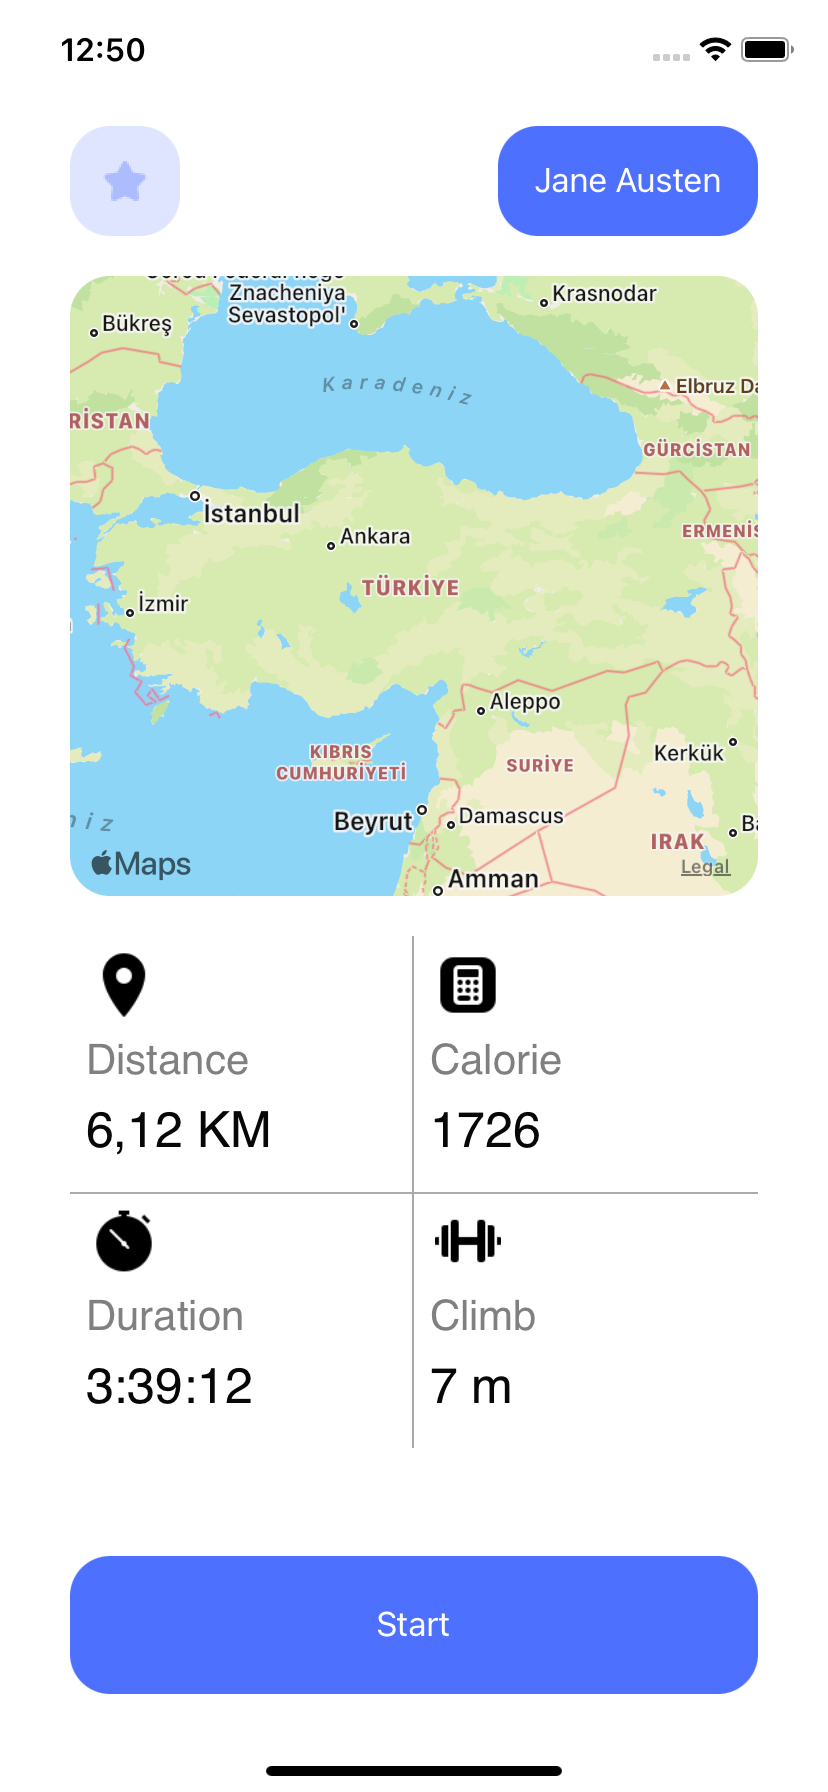 12:50
Jane Austen
Znacheniya
Sevastopol'
Krasnodar
Bükreş
Karadeniz
Elbruz Da
RİSTAN
GÜRCİSTAN
İstanbul
Ankara
ERMENİS
TÜRKİYE
İzmir
Aleppo
KIBRIS
CUMHURİYETİ
SURİYE
Kerkük
Beyrut
Damascus
niz
Ba
IRAK
Maps
Legal
Amman
Distance
6,12 KM
Calorie
1726
Duration
3:39:12
Climb
7 m
Start